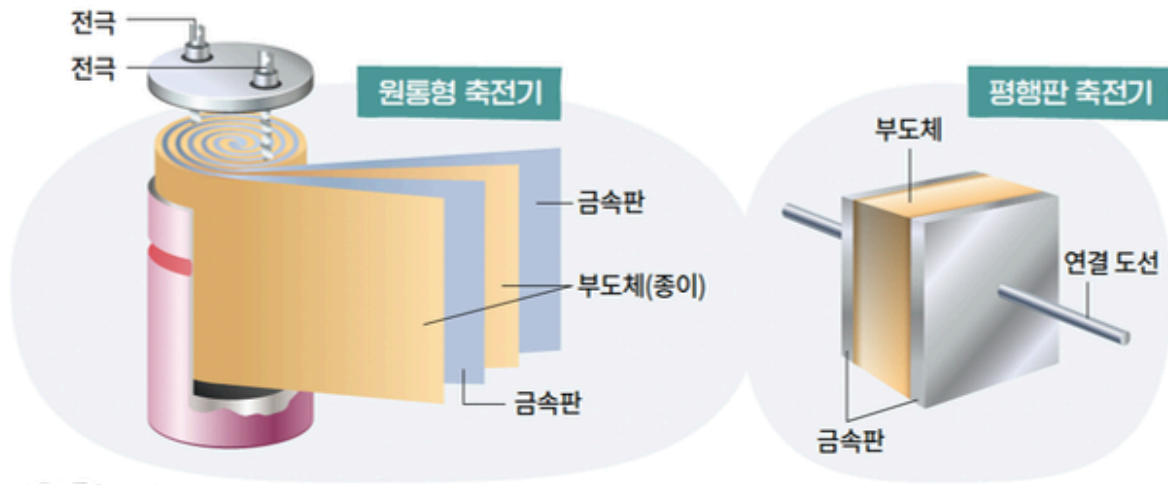 전극
전극
원통형 축전기
금속판
부도체(종이)
금속판
평행판 축전기
부도체
연결 도선
금속판